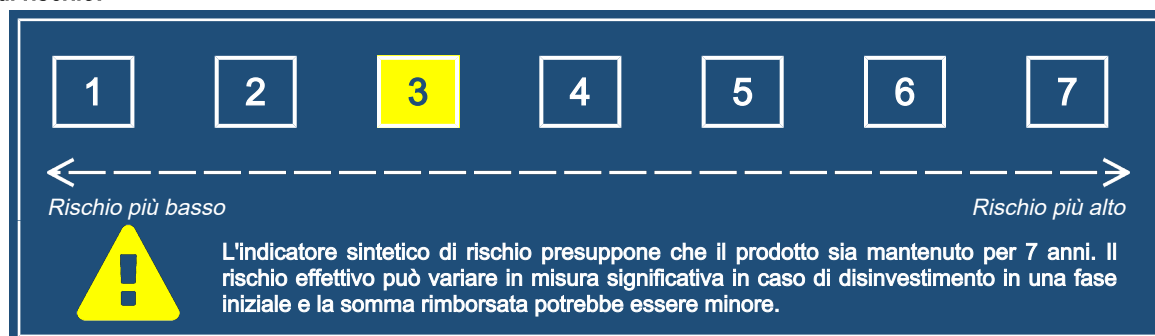 1 2 3 4 5 6 7
Rischio più basso Rischio più alto
L'indicatore sintetico di rischio presuppone che il prodotto sia mantenuto per 7 anni. Il
rischio effettivo può variare in misura significativa in caso di disinvestimento in una fase
iniziale e la somma rimborsata potrebbe essere minore.